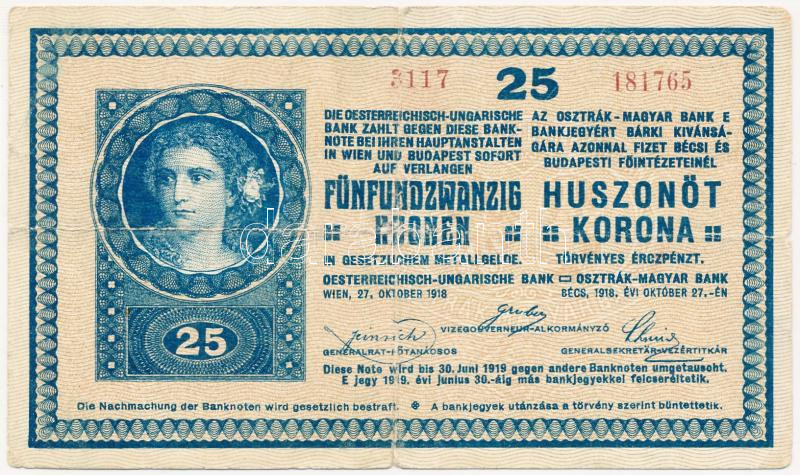 3117 25 181765
DIE OESTERREICHISCH-UNGARISCHE
BANK ZAHLT GEGEN DIESE BANK-
NOTE BEI IHREN HAUPTANSTALTEN
IN WIEN UND BUDAPEST SOFORT
AUF VERLANGEN
FÜNFUNDZWANZIG
KRONEN
IN GESETZLICHEM METALLGELDE.
AZ OSZTRÁK-MAGYAR BANK E
BANKJEGYÉRT BÁRKI KIVÁNSÁ-
GÁRA AZONNAL FIZET BÉCSI ÉS
BUDAPESTI FŐINTÉZETEINÉL
HUSZONÖT
KORONA
TÖRVÉNYES ÉRCZPÉNZT.
OESTERREICHISCH-UNGARISCHE BANK OSZTRÁK-MAGYAR BANK
WIEN, 27. OKTOBER 1918 BÉCS, 1918. ÉVI OKTÓBER 27.-ÉN
VIZEGOUVERNEUR-ALKORMÁNYZÓ
GENERALRAT-FŐTANÁCSOS GENERALSEKRETÄR-VEZÉRTITKÁR
25
Diese Note wird bis 30. Juni 1919 gegen andere Banknoten umgetauscht.
E jegy 1919. évi junius 30.-áig más bankjegyekkel felcseréltetik.
Die Nachmachung der Banknoten wird gesetzlich bestraft. A bankjegyek utánzása a törvény szerint büntettetik.